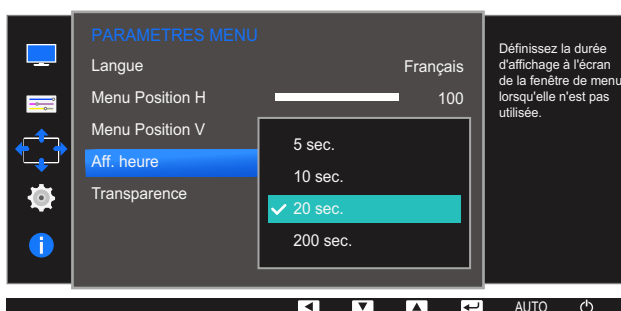 PARAMETRES MENU
Langue Français
Menu Position H 100
Menu Position V
Aff. heure
Transparence
5 sec.
10 sec.
20 sec.
200 sec.
Définissez la durée
d'affichage à l'écran
de la fenêtre de menu
lorsqu'elle n'est pas
utilisée.
AUTO